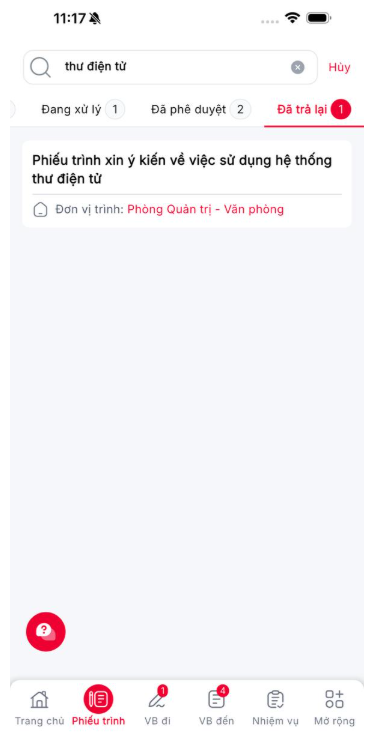 11:17
thư điện tử
Hủy
Đang xử lý 1 Đã phê duyệt 2 Đã trả lại 1
Phiếu trình xin ý kiến về việc sử dụng hệ thống
thư điện tử
Đơn vị trình: Phòng Quản trị - Văn phòng
?
1
4
Trang chủ Phiếu trình VB đi VB đến Nhiệm vụ Mở rộng